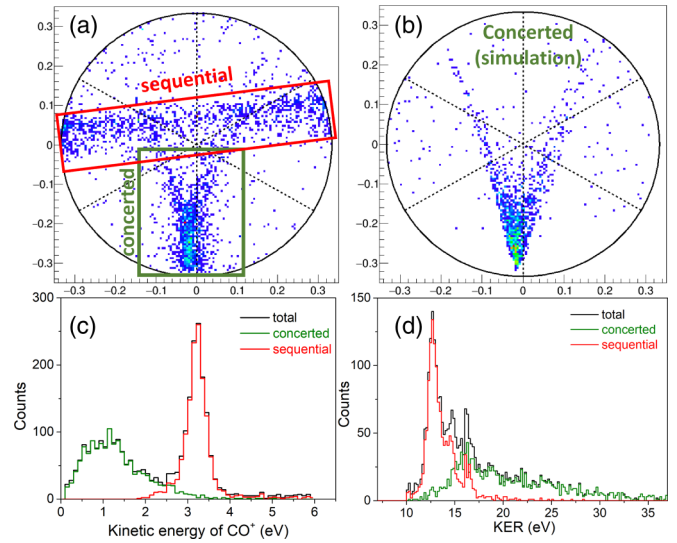 (a)
sequential
concerted
0.3
0.2
0.1
0
−0.1
−0.2
−0.3
−0.3 −0.2 −0.1 0 0.1 0.2 0.3
(b)
Concerted
(simulation)
0.3
0.2
0.1
0
−0.1
−0.2
−0.3
−0.3 −0.2 −0.1 0 0.1 0.2 0.3
(c)
total
concerted
sequential
300
200
100
0
Counts
0 1 2 3 4 5 6
Kinetic energy of CO⁺ (eV)
(d)
total
concerted
sequential
150
100
50
0
Counts
10 15 20 25 30 35
KER (eV)